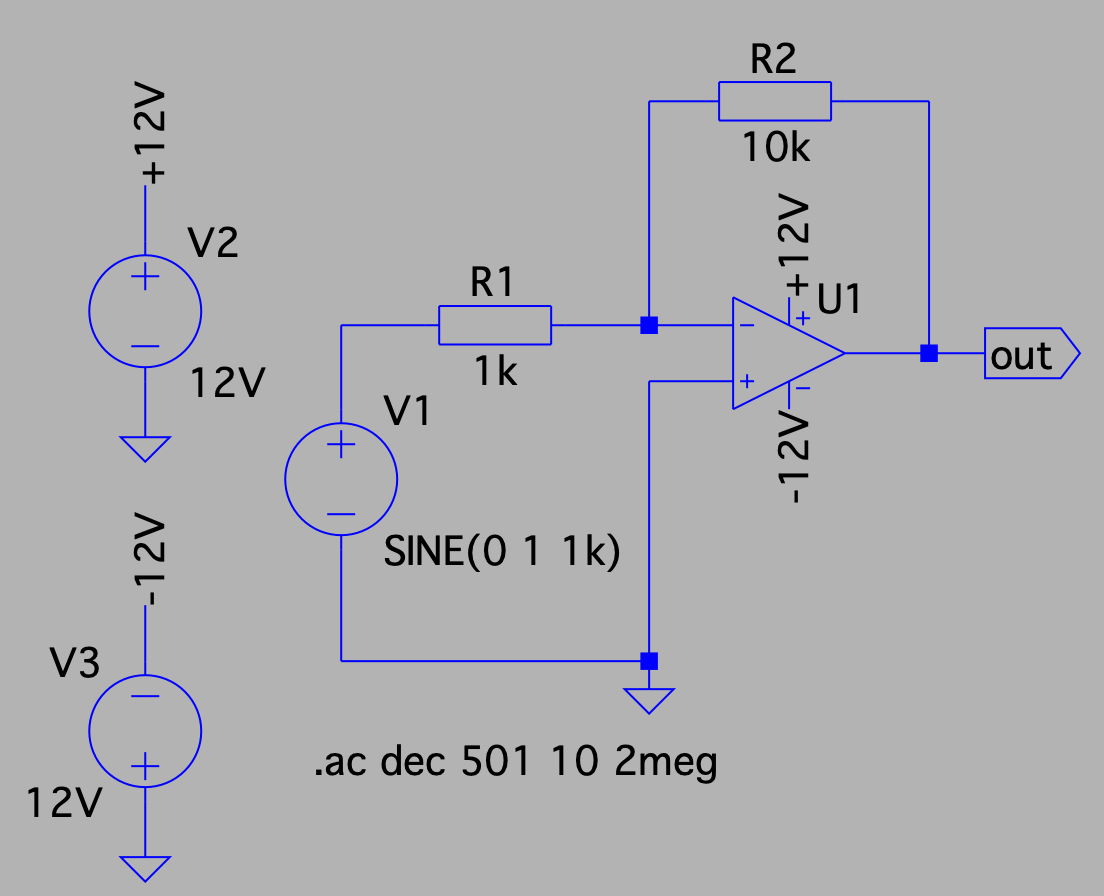 +12V
V2
12V
-12V
V3
12V
R2
10k
+12V
U1
R1
1k
V1
SINE(0 1 1k)
-12V
out
.ac dec 501 10 2meg